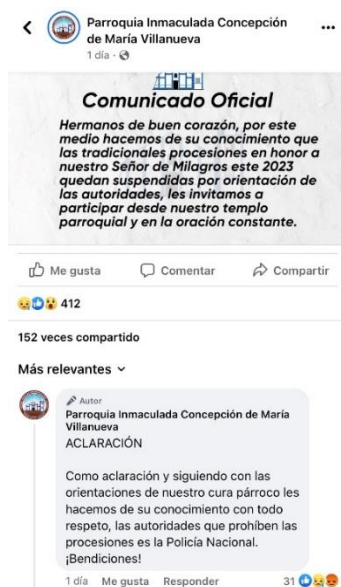 Parroquia Inmaculada Concepción
de María Villanueva
1 día ·
Comunicado Oficial
Hermanos de buen corazón, por este
medio hacemos de su conocimiento que
las tradicionales procesiones en honor a
nuestro Señor de Milagros este 2023
quedan suspendidas por orientación de
las autoridades, les invitamos a
participar desde nuestro templo
parroquial y en la oración constante.
Me gusta Comentar Compartir
412
152 veces compartido
Más relevantes
Autor
Parroquia Inmaculada Concepción de María
Villanueva
ACLARACIÓN
Como aclaración y siguiendo con las
orientaciones de nuestro cura párroco les
hacemos de su conocimiento con todo
respeto, las autoridades que prohíben las
procesiones es la Policía Nacional.
¡Bendiciones!
1 día Me gusta Responder 31